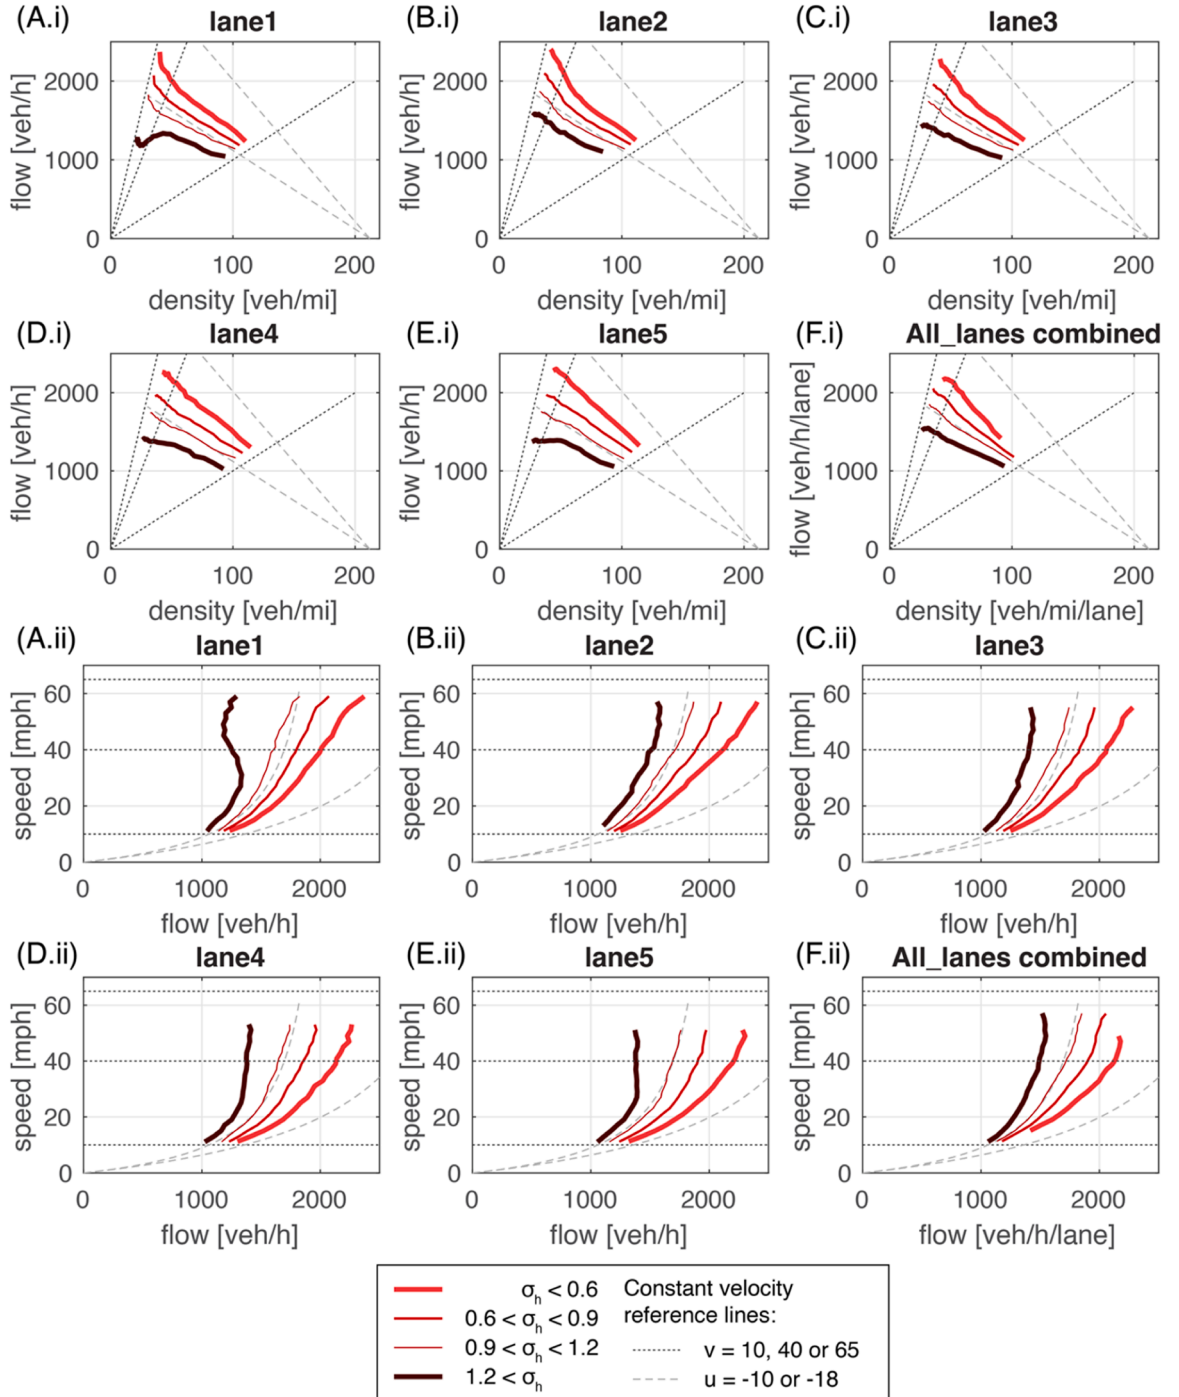 (A.i) lane1 (B.i) lane2 (C.i) lane3
flow [veh/h] 2000 1000 0 flow [veh/h] 2000 1000 0 flow [veh/h] 2000 1000 0
0 100 200 0 100 200 0 100 200
density [veh/mi] density [veh/mi] density [veh/mi]
(D.i) lane4 (E.i) lane5 (F.i) All_lanes combined
flow [veh/h] 2000 1000 0 flow [veh/h] 2000 1000 0 flow [veh/h/lane] 2000 1000 0
0 100 200 0 100 200 0 100 200
density [veh/mi] density [veh/mi] density [veh/mi/lane]
(A.ii) lane1 (B.ii) lane2 (C.ii) lane3
speed [mph] 60 40 20 0 speed [mph] 60 40 20 0 speed [mph] 60 40 20 0
0 1000 2000 0 1000 2000 0 1000 2000
flow [veh/h] flow [veh/h] flow [veh/h]
(D.ii) lane4 (E.ii) lane5 (F.ii) All_lanes combined
speed [mph] 60 40 20 0 speed [mph] 60 40 20 0 speed [mph] 60 40 20 0
0 1000 2000 0 1000 2000 0 1000 2000
flow [veh/h] flow [veh/h] flow [veh/h/lane]
σh < 0.6 Constant velocity
0.6 < σh < 0.9 reference lines:
0.9 < σh < 1.2 v = 10, 40 or 65
1.2 < σh u = -10 or -18